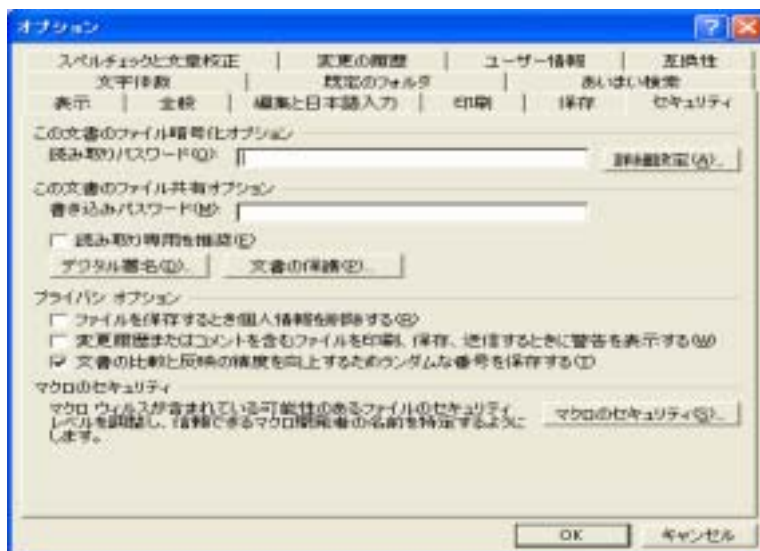 オプション
スペルチェックと文章校正 変更の履歴 ユーザー情報 互換性
文字体裁 既定のフォルダ あいまい検索
表示 全般 編集と日本語入力 印刷 保存 セキュリティ
この文書のファイル暗号化オプション
読み取りパスワード(O):
詳細設定(A)...
この文書のファイル共有オプション
書き込みパスワード(M):
読み取り専用を推奨(E)
デジタル署名(D)... 文書の保護(P)...
プライバシ オプション
ファイルを保存するとき個人情報を削除する(R)
変更履歴またはコメントを含むファイルを印刷、保存、送信するときに警告を表示する(W)
文書の比較と反映の精度を向上するためランダムな番号を保存する(T)
マクロのセキュリティ
マクロ ウィルスが含まれている可能性のあるファイルのセキュリティ
レベルを調整し、信頼できるマクロ開発者の名前を特定するように
します。
マクロのセキュリティ(S)...
OK キャンセル